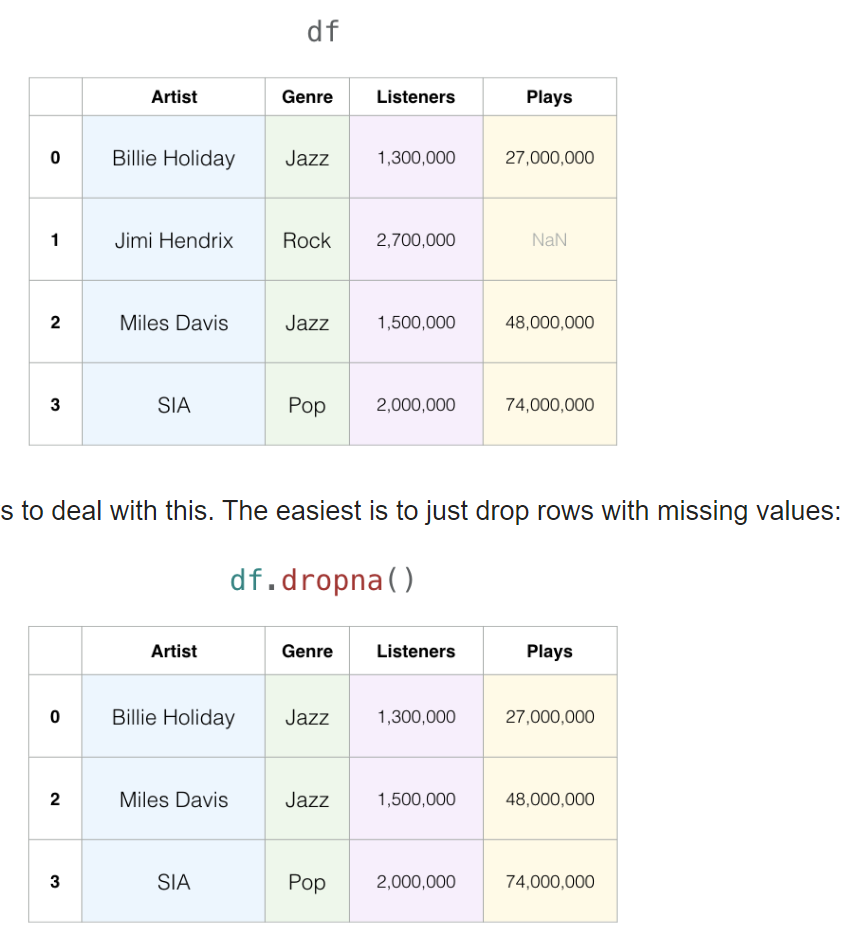 df
Artist Genre Listeners Plays
0 Billie Holiday Jazz 1,300,000 27,000,000
1 Jimi Hendrix Rock 2,700,000 NaN
2 Miles Davis Jazz 1,500,000 48,000,000
3 SIA Pop 2,000,000 74,000,000
s to deal with this. The easiest is to just drop rows with missing values:
df.dropna()
Artist Genre Listeners Plays
0 Billie Holiday Jazz 1,300,000 27,000,000
2 Miles Davis Jazz 1,500,000 48,000,000
3 SIA Pop 2,000,000 74,000,000